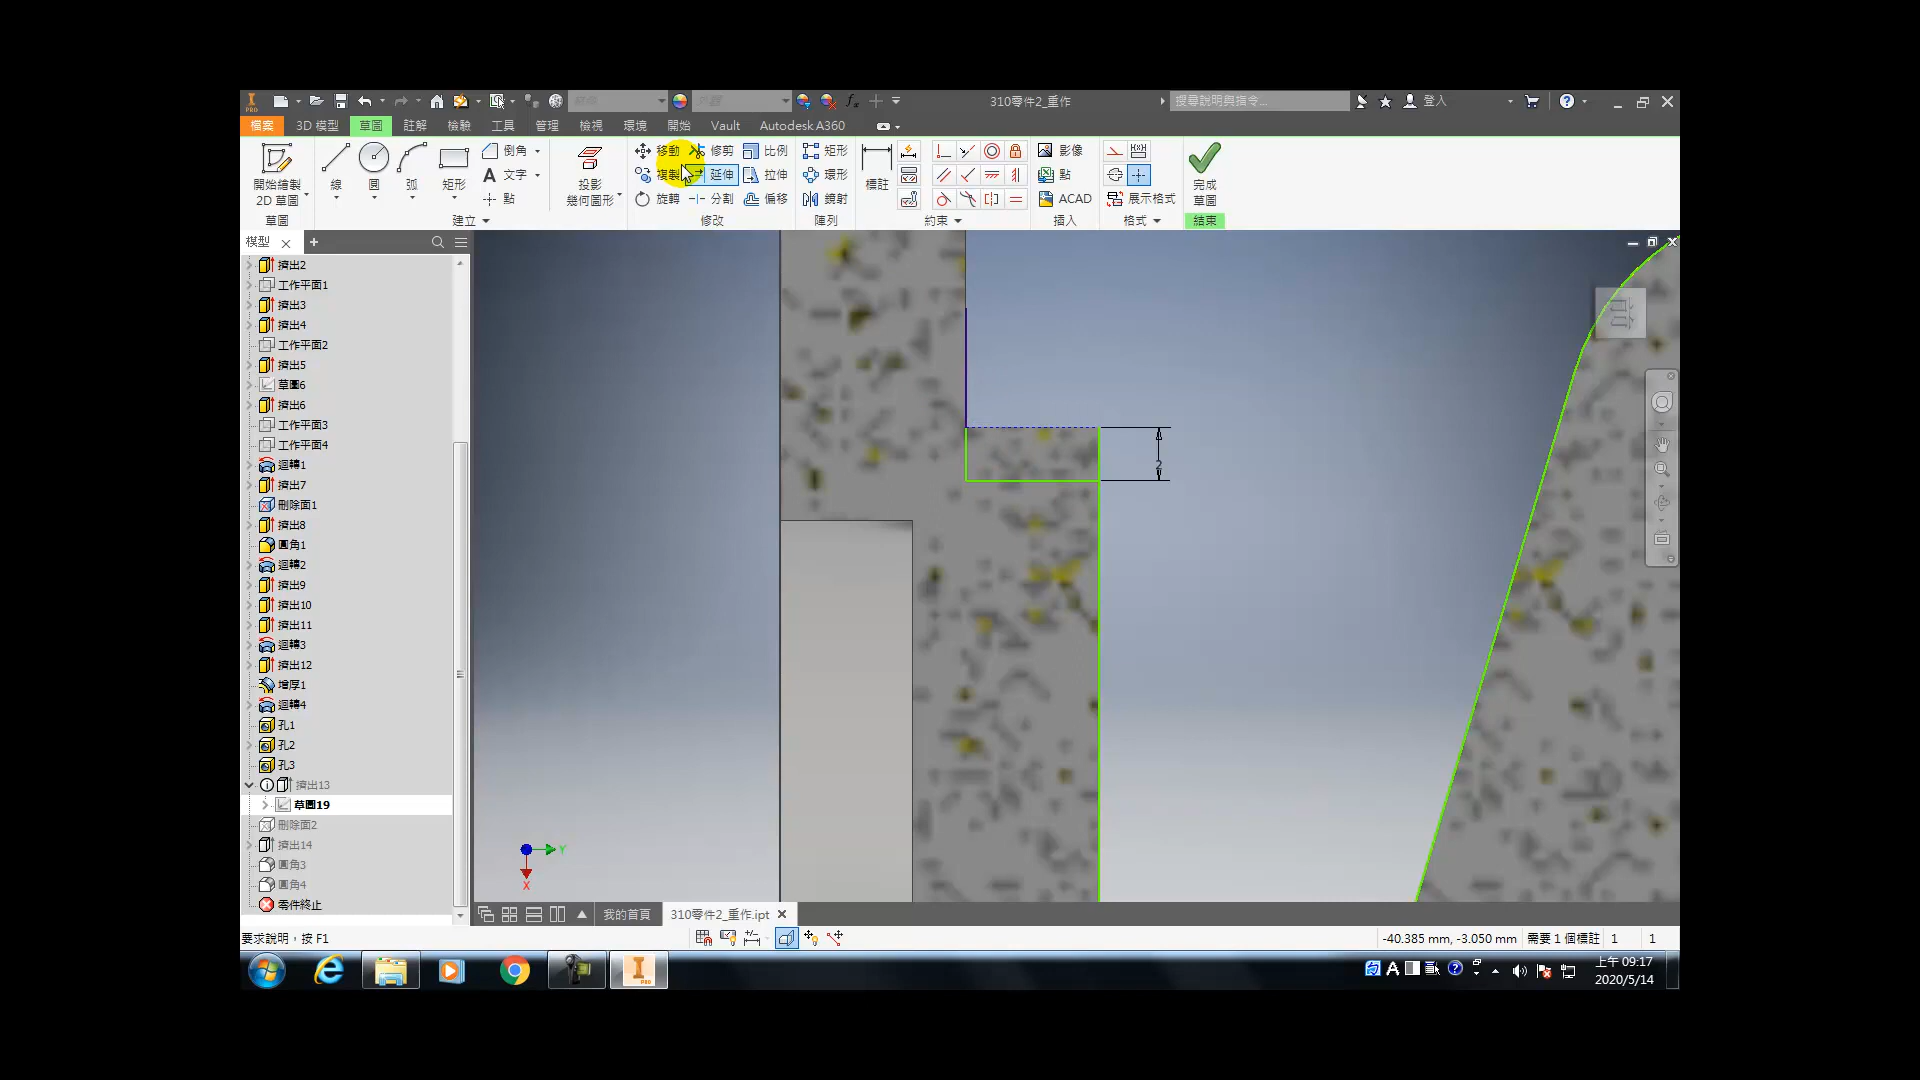 310零件2_重作
搜尋說明與指令...
登入
PRO
檔案 3D 模型 草圖 註解 檢驗 工具 管理 檢視 環境 開始 Vault Autodesk A360
開始繪製
2D 草圖
線
圓
弧
矩形
倒角
文字
點
投影
幾何圖形
移動
複製
旋轉
修剪
延伸
分割
比例
拉伸
偏移
矩形
環形
鏡射
標註
影像
點
ACAD
展示格式
完成
草圖
草圖 建立 修改 陣列 約束 插入 格式 結束
模型
擠出2
工作平面1
擠出3
擠出4
工作平面2
擠出5
草圖6
擠出6
工作平面3
工作平面4
迴轉1
擠出7
刪除面1
擠出8
圓角1
迴轉2
擠出9
擠出10
擠出11
迴轉3
擠出12
增厚1
迴轉4
孔1
孔2
孔3
擠出13
草圖19
刪除面2
擠出14
圓角3
圓角4
零件終止
2
前
Y
X
我的首頁 310零件2_重作.ipt
要求說明，按 F1
-40.385 mm, -3.050 mm 需要 1 個標註 1 1
PRO
A
上午 09:17
2020/5/14